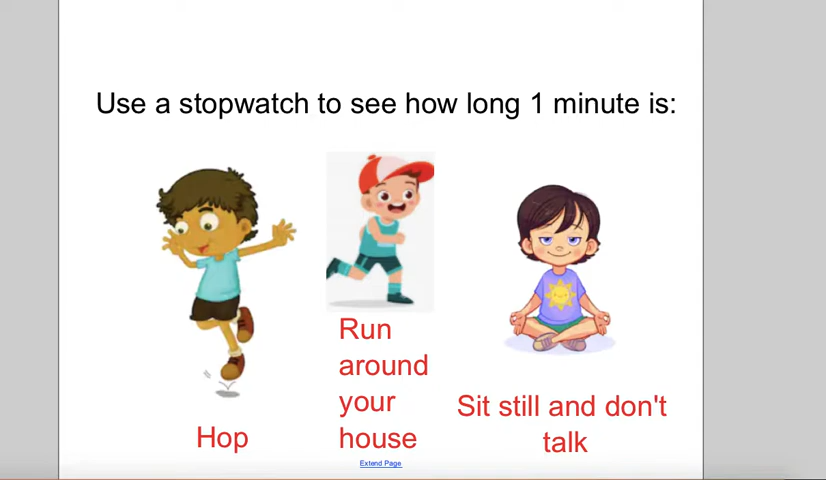 Use a stopwatch to see how long 1 minute is:
Hop
Run
around
your
house
Sit still and don't
talk
Extend Page